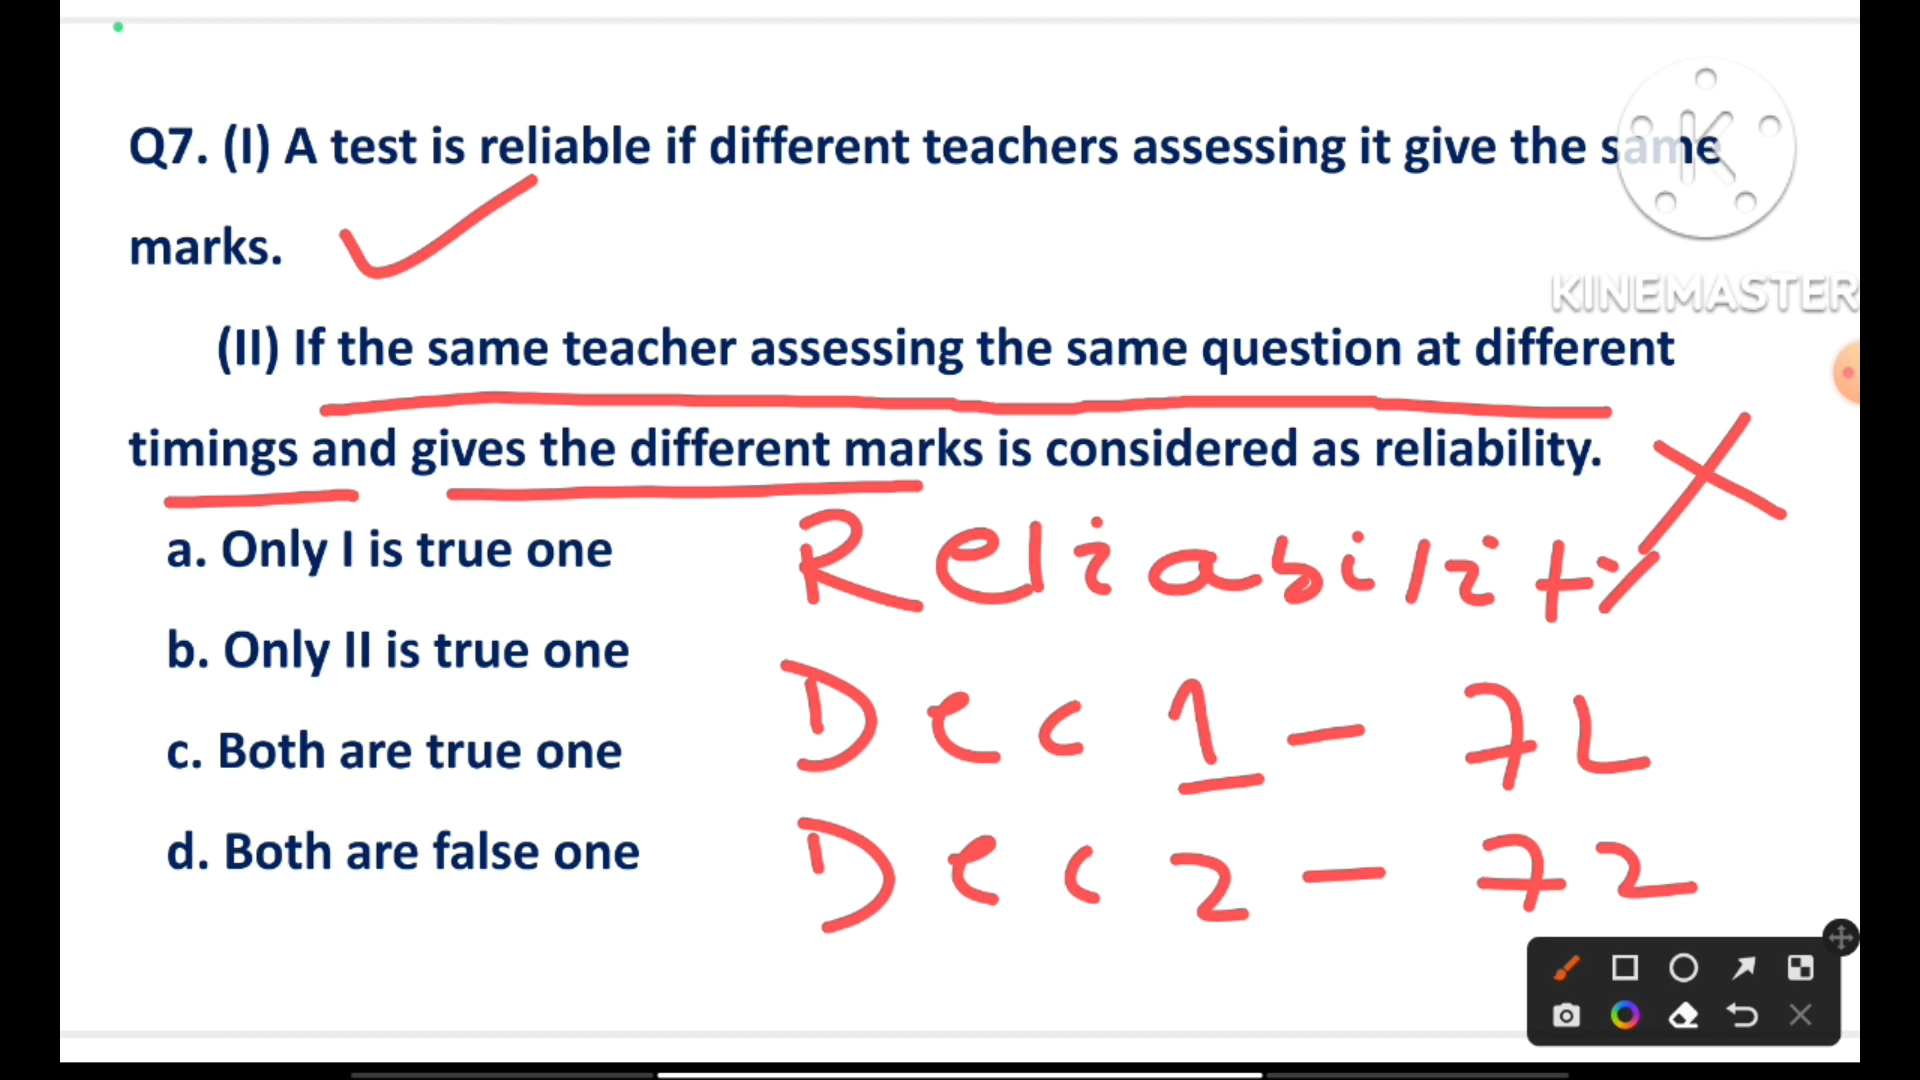 Q7. (I) A test is reliable if different teachers assessing it give the same
marks.
KINEMASTER
(II) If the same teacher assessing the same question at different
timings and gives the different marks is considered as reliability.
a. Only I is true one
Reliability
b. Only II is true one
Dec 1 - 72
c. Both are true one
Dec 2 - 72
d. Both are false one